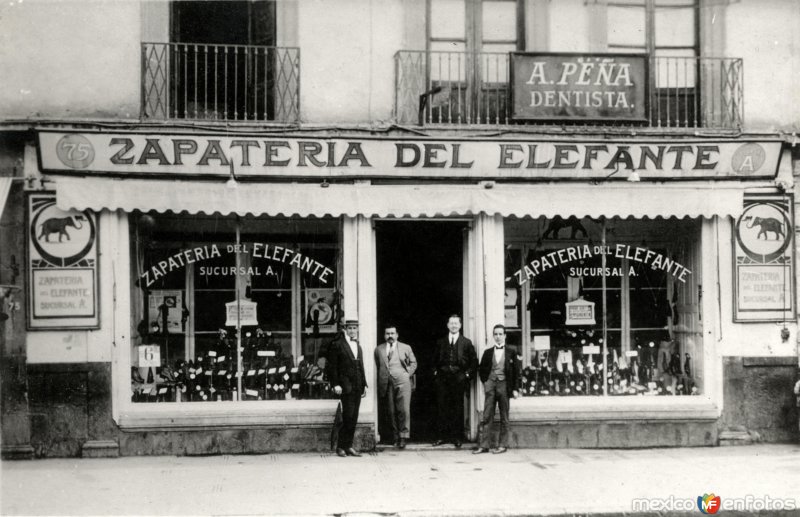 A. PEÑA
DENTISTA.
75 ZAPATERIA DEL ELEFANTE A
ZAPATERIA DEL ELEFANTE
SUCURSAL A.
ZAPATERIA DEL ELEFANTE
SUCURSAL A.
ZAPATERIA
DEL ELEFANTE
SUCURSAL A
ZAPATERIA
DEL ELEFANTE
SUCURSAL A
6
mexicoenfotos
MF